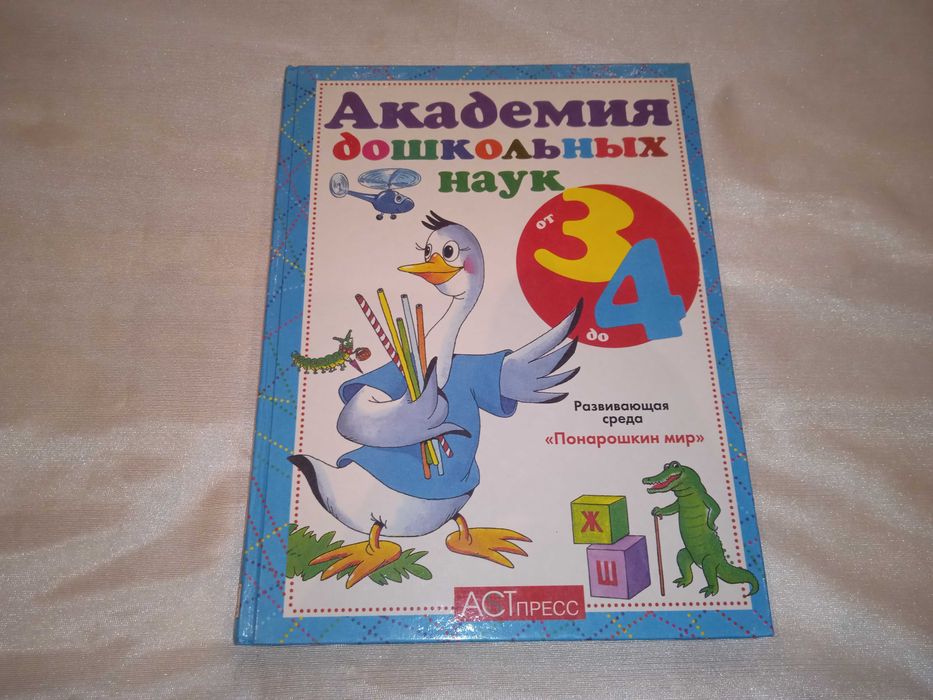 Академия
дошкольных
наук
от 3
до 4
Развивающая
среда
«Понарошкин мир»
Ж
Ш
АСТ ПРЕСС